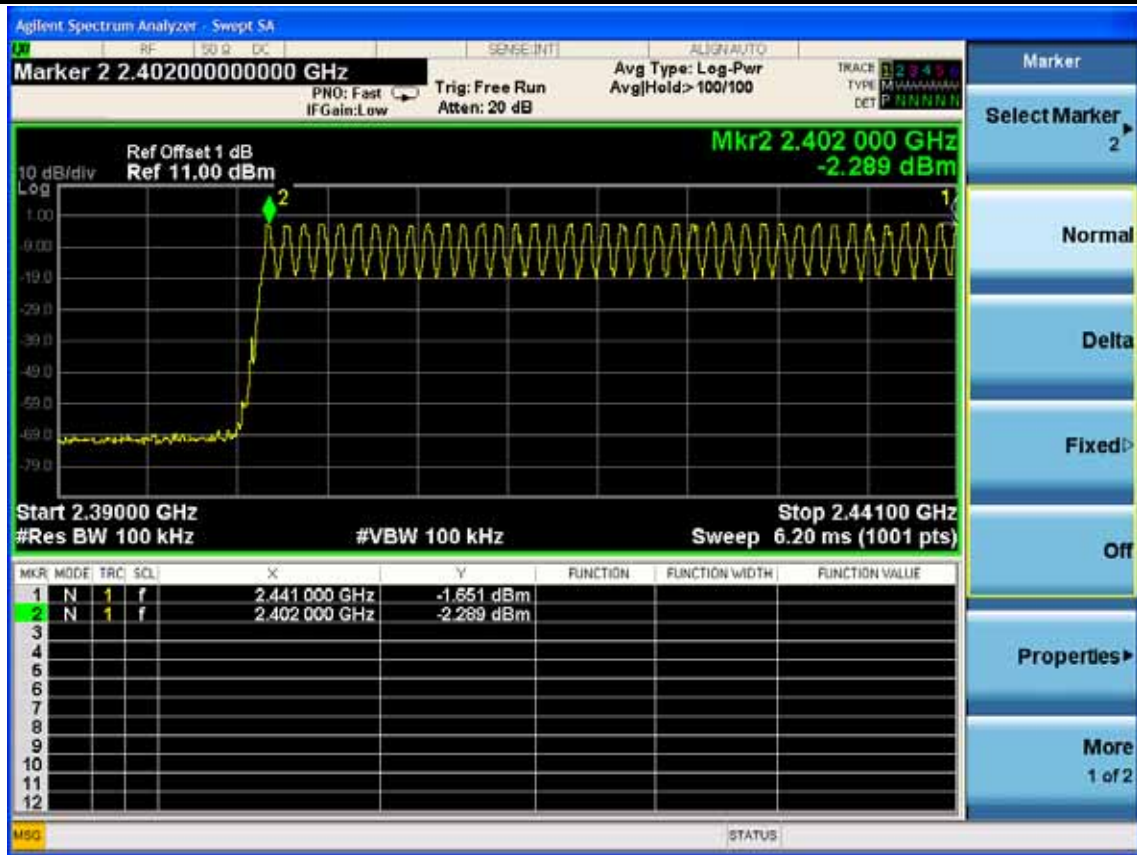 Agilent Spectrum Analyzer - Swept SA
LXI RF 50 Ω DC SENSE:INT ALIGN AUTO
Marker 2 2.402000000000 GHz
PNO: Fast
IFGain:Low
Trig: Free Run
Atten: 20 dB
Avg Type: Log-Pwr
Avg|Hold:> 100/100
TRACE 1 2 3 4 5 6
TYPE M
DET P N N N N N
Mkr2 2.402 000 GHz
-2.289 dBm
Ref Offset 1 dB
10 dB/div Ref 11.00 dBm
Log
2
1
1.00
-9.00
-19.0
-29.0
-39.0
-49.0
-59.0
-69.0
-79.0
Start 2.39000 GHz Stop 2.44100 GHz
#Res BW 100 kHz #VBW 100 kHz Sweep 6.20 ms (1001 pts)
MKR MODE TRC SCL X Y FUNCTION FUNCTION WIDTH FUNCTION VALUE
1 N 1 f 2.441 000 GHz -1.651 dBm
2 N 1 f 2.402 000 GHz -2.289 dBm
3
4
5
6
7
8
9
10
11
12
MSG STATUS
Marker
Select Marker
2
Normal
Delta
Fixed
Off
Properties
More
1 of 2